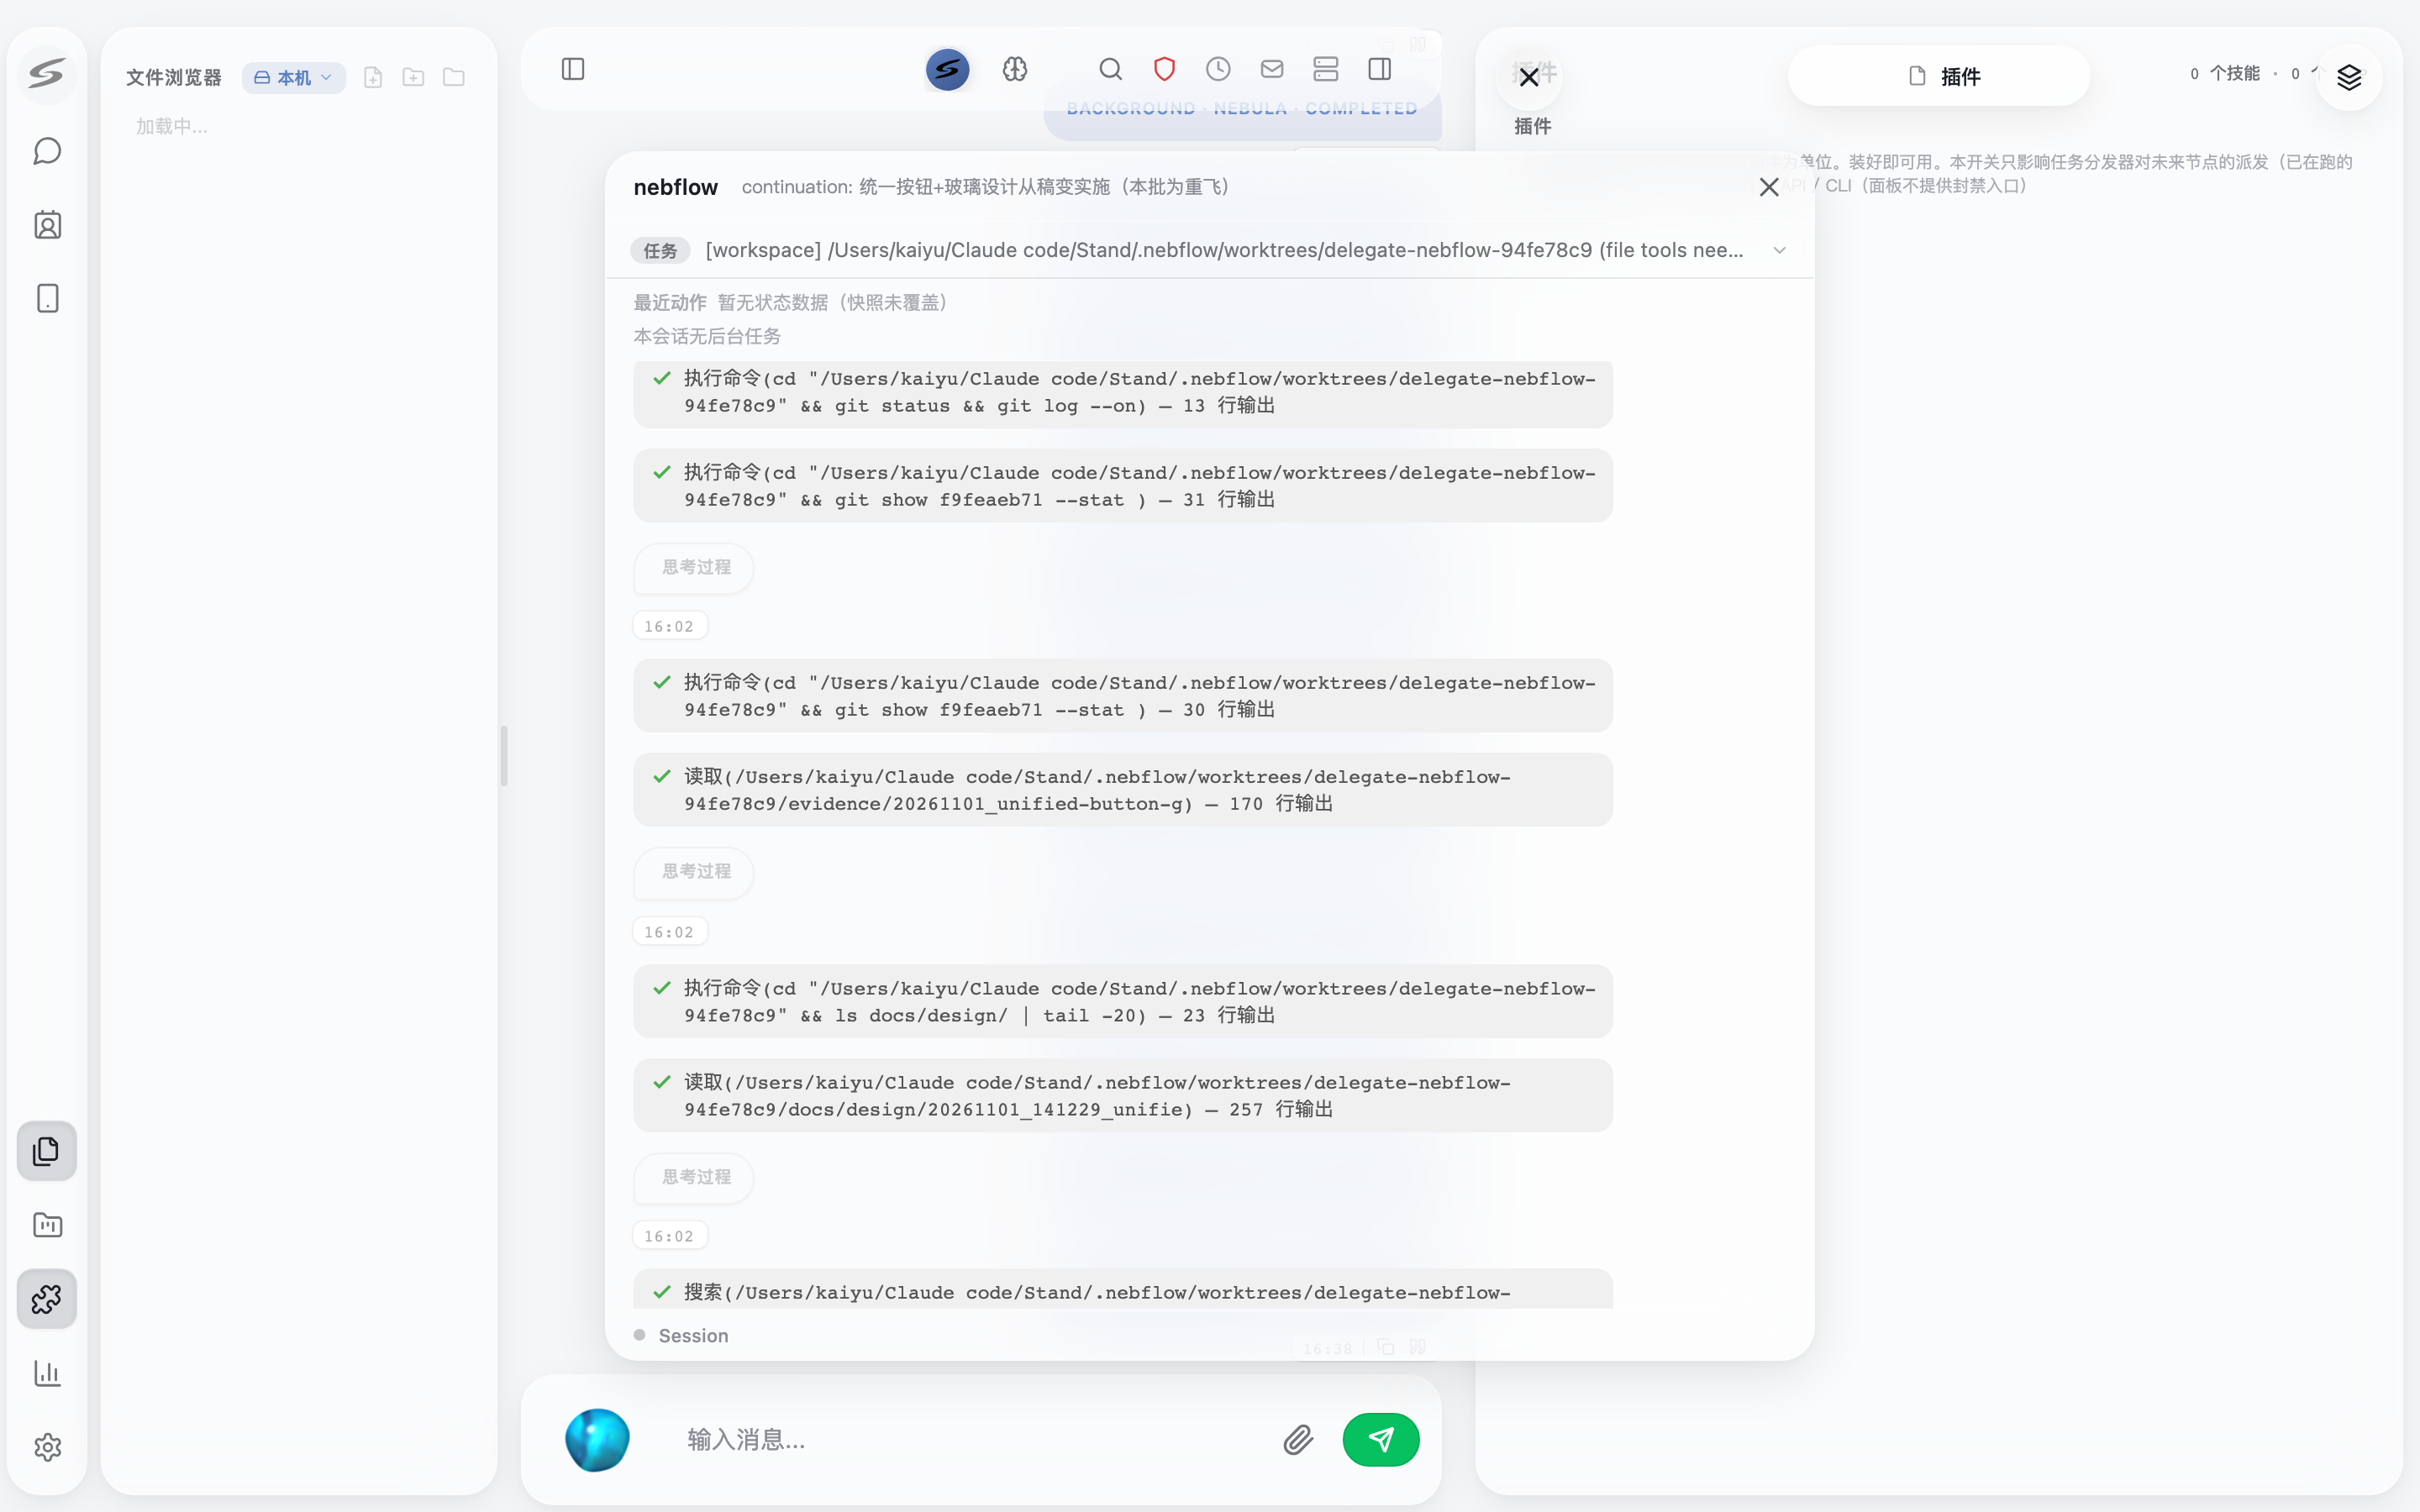 文件浏览器
本机
加载中...
BACKGROUND · NEBULA · COMPLETED
插件
插件
0 个技能 · 0 个
插件
件为单位。装好即可用。本开关只影响任务分发器对未来节点的派发（已在跑的
API / CLI（面板不提供封禁入口）
nebflow continuation: 统一按钮+玻璃设计从稿变实施（本批为重飞）
任务 [workspace] /Users/kaiyu/Claude code/Stand/.nebflow/worktrees/delegate-nebflow-94fe78c9 (file tools nee...
最近动作 暂无状态数据（快照未覆盖）
本会话无后台任务
执行命令(cd "/Users/kaiyu/Claude code/Stand/.nebflow/worktrees/delegate-nebflow-
94fe78c9" && git status && git log --on) — 13 行输出
执行命令(cd "/Users/kaiyu/Claude code/Stand/.nebflow/worktrees/delegate-nebflow-
94fe78c9" && git show f9feaeb71 --stat ) — 31 行输出
思考过程
16:02
执行命令(cd "/Users/kaiyu/Claude code/Stand/.nebflow/worktrees/delegate-nebflow-
94fe78c9" && git show f9feaeb71 --stat ) — 30 行输出
读取(/Users/kaiyu/Claude code/Stand/.nebflow/worktrees/delegate-nebflow-
94fe78c9/evidence/20261101_unified-button-g) — 170 行输出
思考过程
16:02
执行命令(cd "/Users/kaiyu/Claude code/Stand/.nebflow/worktrees/delegate-nebflow-
94fe78c9" && ls docs/design/ | tail -20) — 23 行输出
读取(/Users/kaiyu/Claude code/Stand/.nebflow/worktrees/delegate-nebflow-
94fe78c9/docs/design/20261101_141229_unifie) — 257 行输出
思考过程
16:02
搜索(/Users/kaiyu/Claude code/Stand/.nebflow/worktrees/delegate-nebflow-
Session
16:38
输入消息...